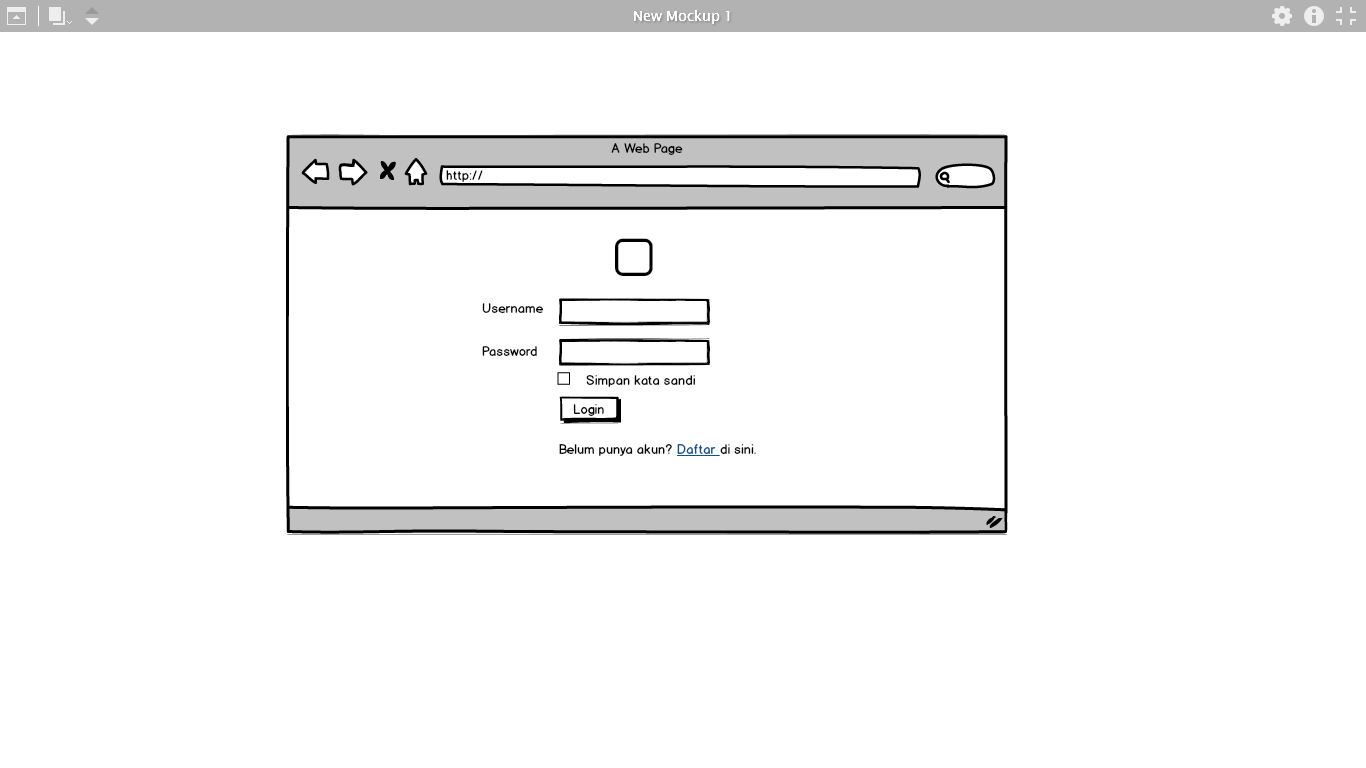 New Mockup 1
A Web Page
http://
Username
Password
Simpan kata sandi
Login
Belum punya akun? Daftar di sini.